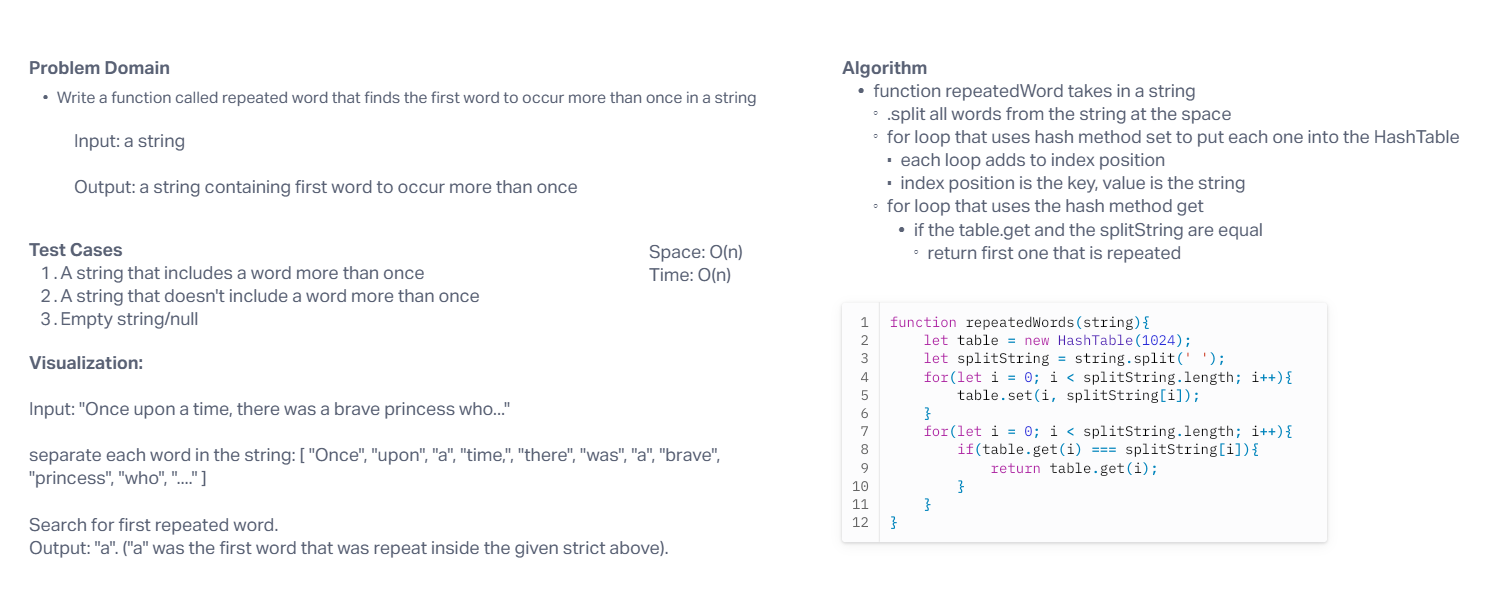 Problem Domain
• Write a function called repeated word that finds the first word to occur more than once in a string
Input: a string
Output: a string containing first word to occur more than once
Test Cases
1. A string that includes a word more than once
2. A string that doesn't include a word more than once
3. Empty string/null
Space: O(n)
Time: O(n)
Visualization:
Input: "Once upon a time, there was a brave princess who..."
separate each word in the string: [ "Once", "upon", "a", "time,", "there", "was", "a", "brave",
"princess", "who", "...." ]
Search for first repeated word.
Output: "a". ("a" was the first word that was repeat inside the given strict above).
Algorithm
• function repeatedWord takes in a string
◦ .split all words from the string at the space
◦ for loop that uses hash method set to put each one into the HashTable
▪ each loop adds to index position
▪ index position is the key, value is the string
◦ for loop that uses the hash method get
• if the table.get and the splitString are equal
◦ return first one that is repeated
1 function repeatedWords(string){
2     let table = new HashTable(1024);
3     let splitString = string.split(' ');
4     for(let i = 0; i < splitString.length; i++){
5         table.set(i, splitString[i]);
6     }
7     for(let i = 0; i < splitString.length; i++){
8         if(table.get(i) === splitString[i]){
9             return table.get(i);
10         }
11     }
12 }